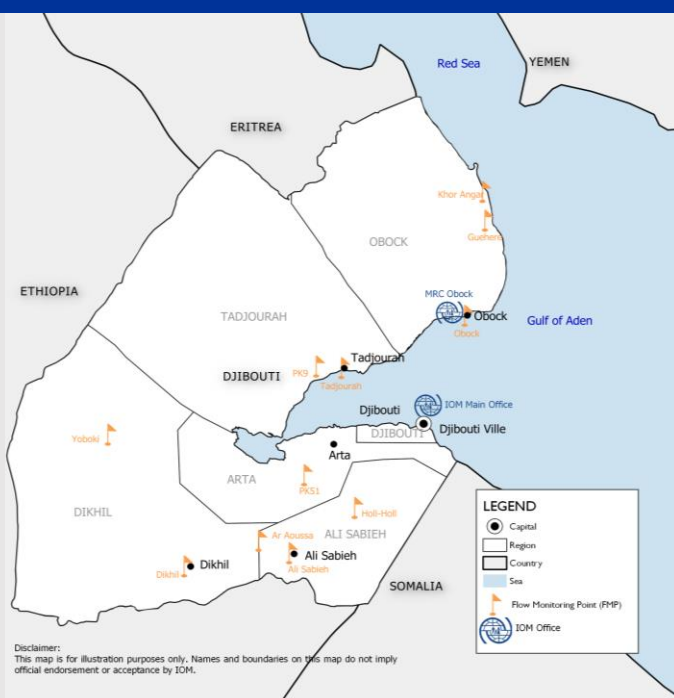 Red Sea
YEMEN
ERITREA
Khor Angar
Guehere
OBOCK
ETHIOPIA
MRC Obock
Obock
Obock
TADJOURAH
Gulf of Aden
Tadjourah
PK9
DJIBOUTI
Tadjourah
Djibouti
IOM Main Office
DJIBOUTI
Djibouti Ville
Yoboki
Arta
ARTA
PK51
DIKHIL
Holl-Holl
ALI SABIEH
Ar Aoussa
Ali Sabieh
Ali Sabieh
Dikhil
Dikhil
SOMALIA
LEGEND
Capital
Region
Country
Sea
Flow Monitoring Point (FMP)
IOM Office
Disclaimer:
This map is for illustration purposes only. Names and boundaries on this map do not imply
official endorsement or acceptance by IOM.